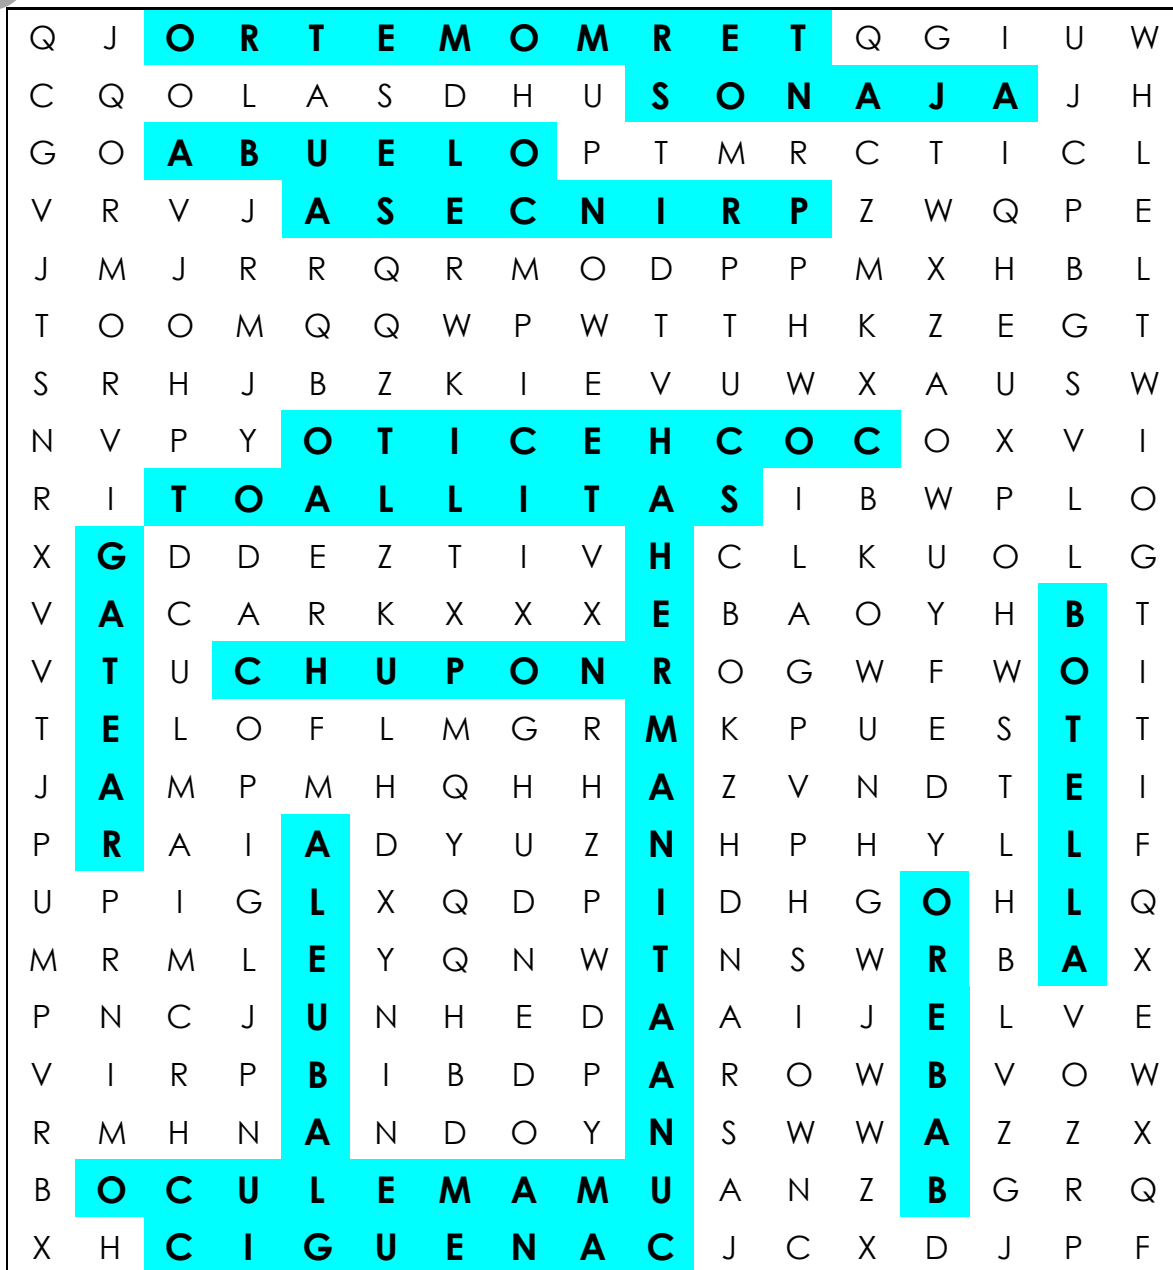 Q J O R T E M O M R E T Q G I U W
C Q O L A S D H U S O N A J A J H
G O A B U E L O P T M R C T I C L
V R V J A S E C N I R P Z W Q P E
J M J R R Q R M O D P P M X H B L
T O O M Q Q W P W T T H K Z E G T
S R H J B Z K I E V U W X A U S W
N V P Y O T I C E H C O C O X V I
R I T O A L L I T A S I B W P L O
X G D D E Z T I V H C L K U O L G
V A C A R K X X X E B A O Y H B T
V T U C H U P O N R O G W F W O I
T E L O F L M G R M K P U E S T T
J A M P M H Q H H A Z V N D T E I
P R A I A D Y U Z N H P H Y L L F
U P I G L X Q D P I D H G O H L Q
M R M L E Y Q N W T N S W R B A X
P N C J U N H E D A A I J E L V E
V I R P B I B D P A R O W B V O W
R M H N A N D O Y N S W W A Z Z X
B O C U L E M A M U A N Z B G R Q
X H C I G U E N A C J C X D J P F